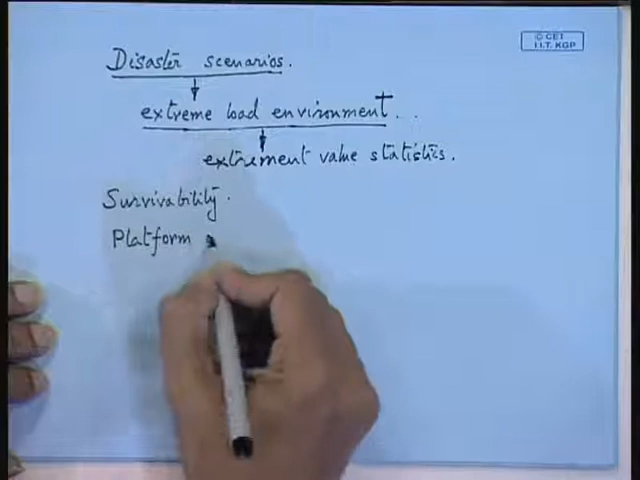 © CET
I.I.T. KGP
Disaster scenarios.
extreme load environment...
extrement value statistics.
Survivability.
Platform